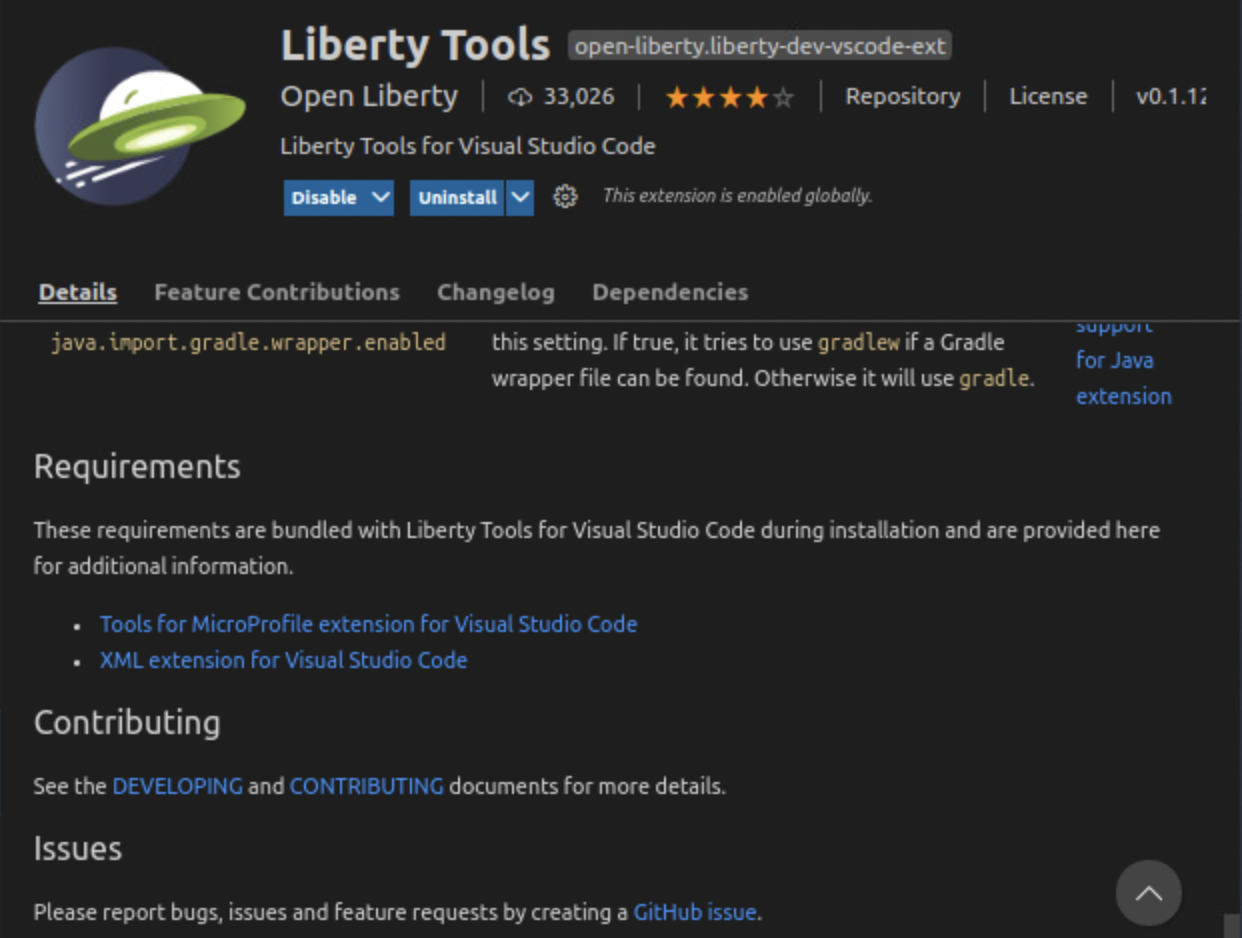 Liberty Tools open-liberty.liberty-dev-vscode-ext
Open Liberty 33,026 Repository License v0.1.12
Liberty Tools for Visual Studio Code
Disable Uninstall This extension is enabled globally.
Details Feature Contributions Changelog Dependencies
support
java.import.gradle.wrapper.enabled this setting. If true, it tries to use gradlew if a Gradle
for Java
wrapper file can be found. Otherwise it will use gradle.
extension
Requirements
These requirements are bundled with Liberty Tools for Visual Studio Code during installation and are provided here
for additional information.
• Tools for MicroProfile extension for Visual Studio Code
• XML extension for Visual Studio Code
Contributing
See the DEVELOPING and CONTRIBUTING documents for more details.
Issues
Please report bugs, issues and feature requests by creating a GitHub issue.